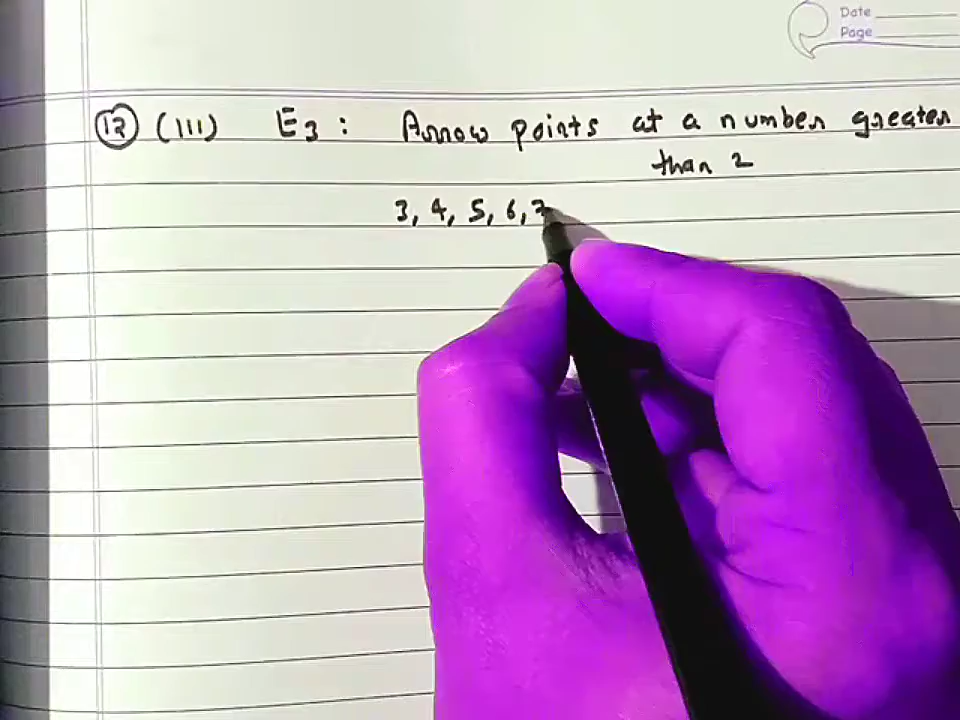 Date
Page
12 (III) E3 : Arrow points at a number greater
than 2
3, 4, 5, 6, 7